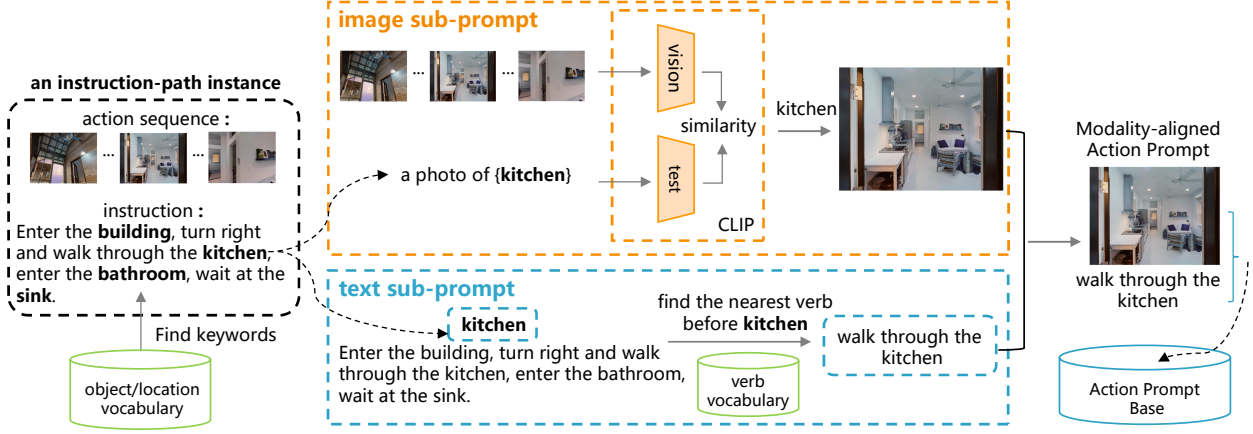 an instruction-path instance
action sequence :
... ...
instruction :
Enter the building, turn right
and walk through the kitchen,
enter the bathroom, wait at the
sink.
Find keywords
object/location
vocabulary
image sub-prompt
... ...
a photo of {kitchen}
vision
similarity
test
CLIP
kitchen
text sub-prompt
kitchen
Enter the building, turn right and walk
through the kitchen, enter the bathroom,
wait at the sink.
find the nearest verb
before kitchen
verb
vocabulary
walk through the
kitchen
Modality-aligned
Action Prompt
walk through the
kitchen
Action Prompt
Base